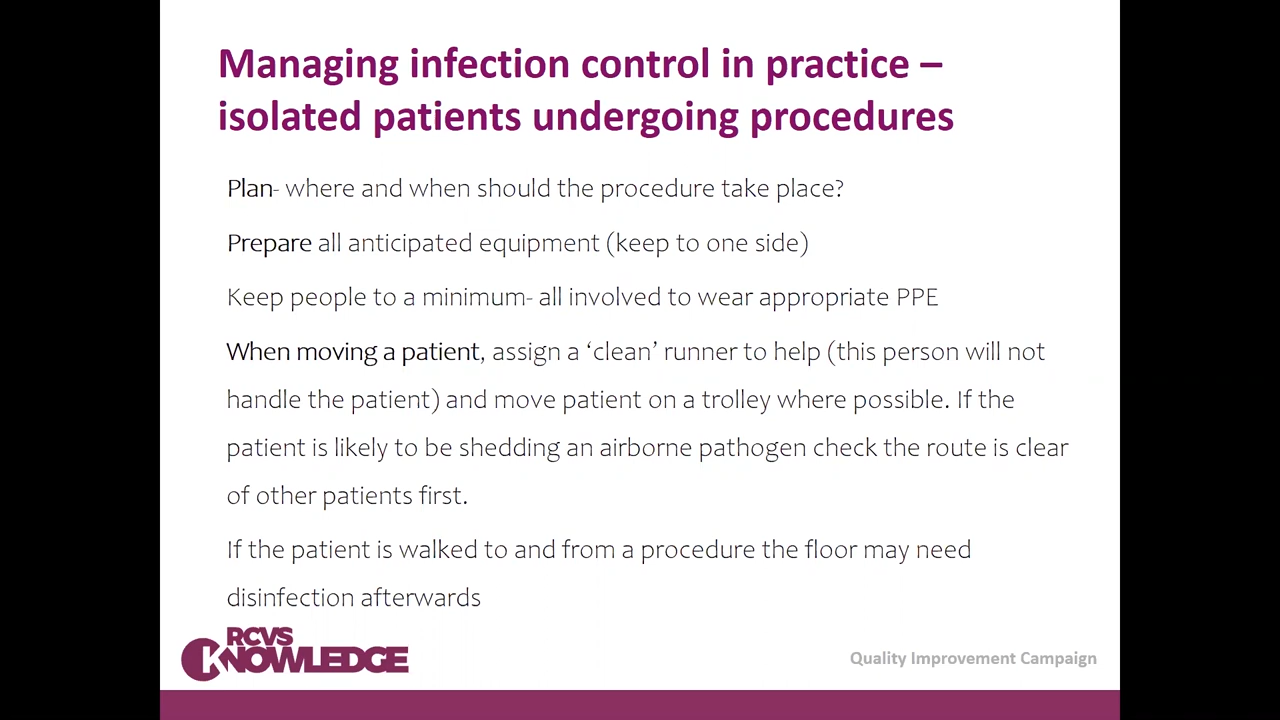 Managing infection control in practice –
isolated patients undergoing procedures
Plan- where and when should the procedure take place?
Prepare all anticipated equipment (keep to one side)
Keep people to a minimum- all involved to wear appropriate PPE
When moving a patient, assign a ‘clean’ runner to help (this person will not
handle the patient) and move patient on a trolley where possible. If the
patient is likely to be shedding an airborne pathogen check the route is clear
of other patients first.
If the patient is walked to and from a procedure the floor may need
disinfection afterwards
RCVS
KNOWLEDGE
Quality Improvement Campaign